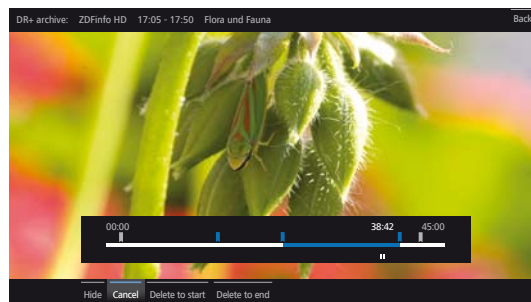 DR+ archive: ZDFinfo HD 17:05 - 17:50 Flora und Fauna Back
00:00 38:42 45:00
Hide Cancel Delete to start Delete to end